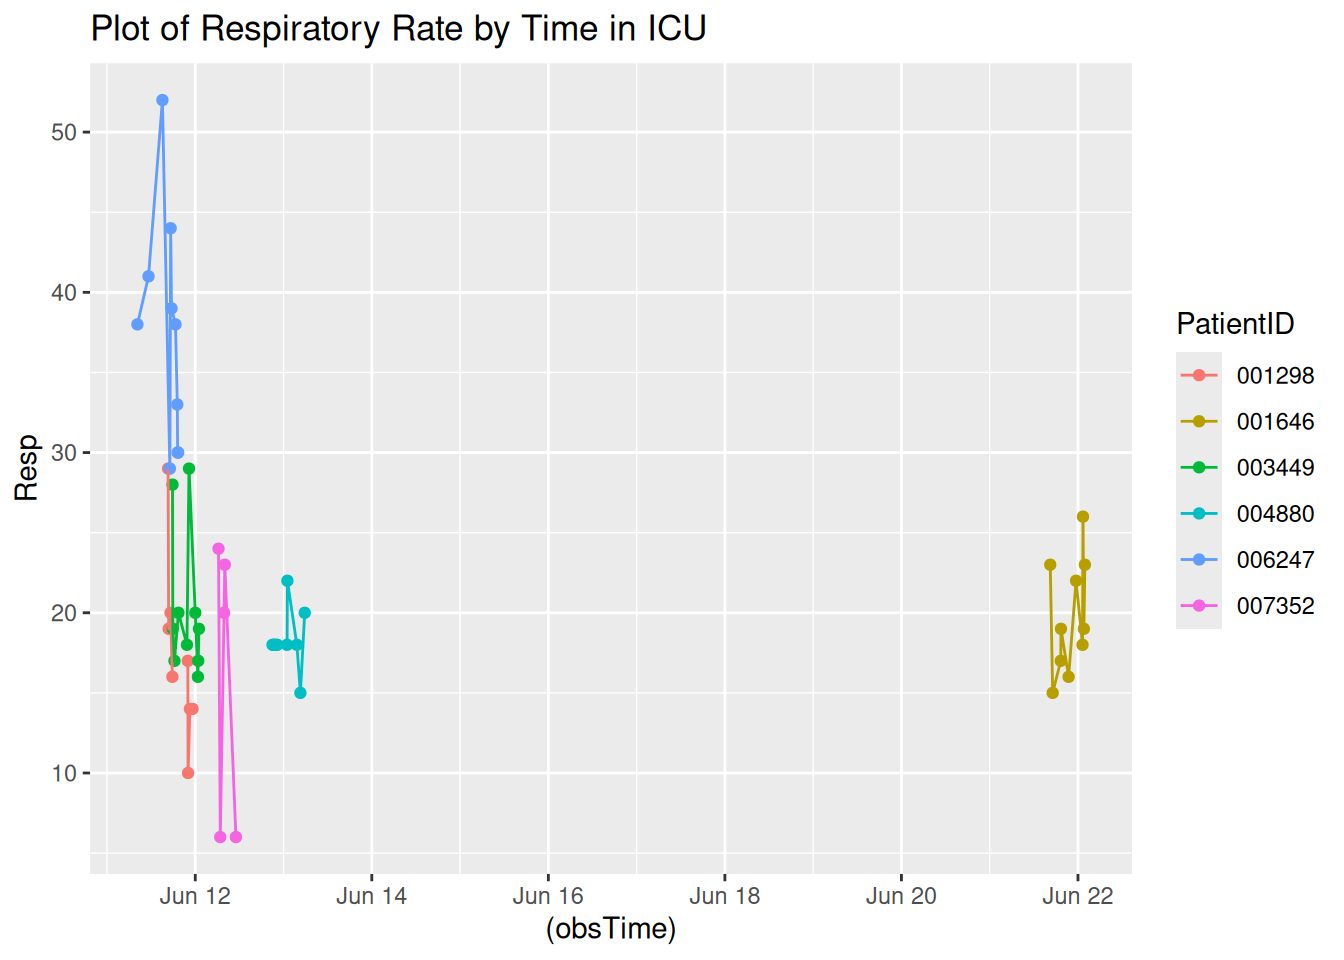 Plot of Respiratory Rate by Time in ICU
50
40
30
20
10
Resp
Jun 12
Jun 14
Jun 16
Jun 18
Jun 20
Jun 22
(obsTime)
PatientID
001298
001646
003449
004880
006247
007352